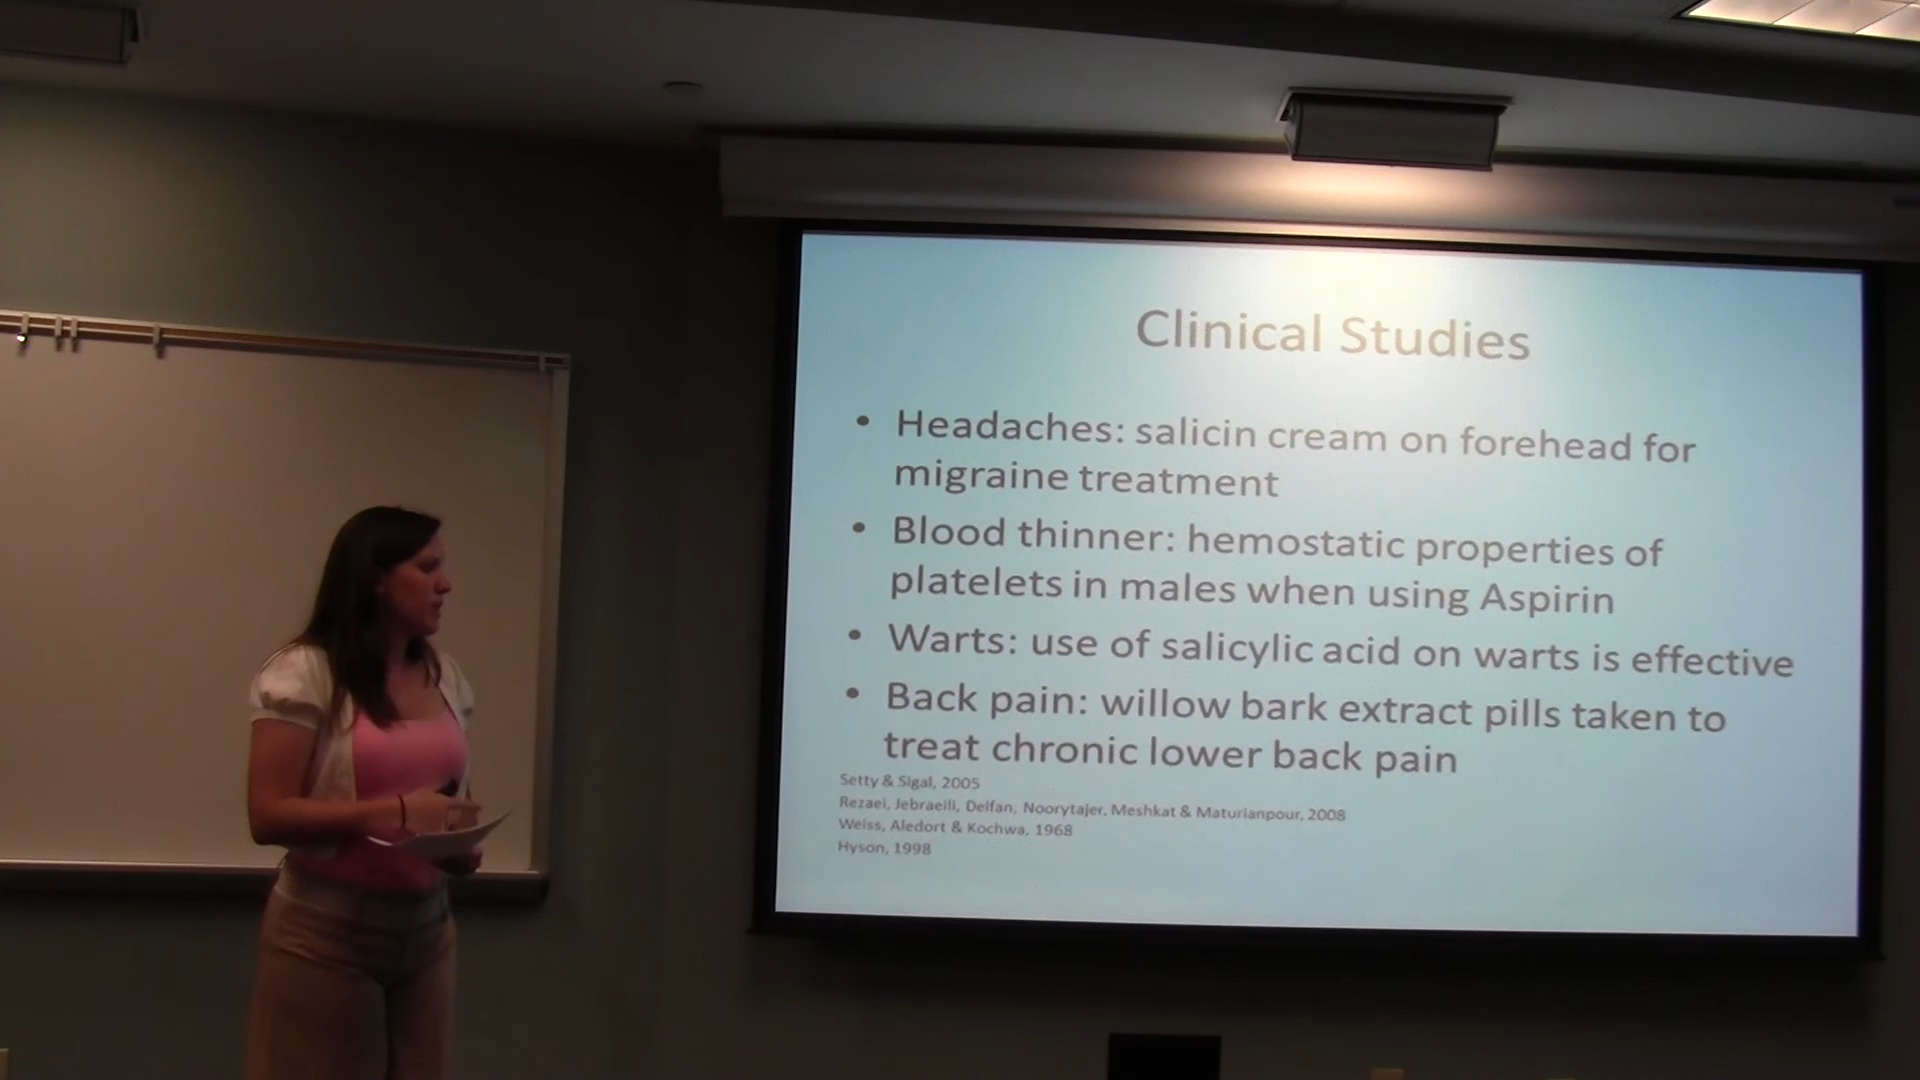 Clinical Studies
• Headaches: salicin cream on forehead for
migraine treatment
• Blood thinner: hemostatic properties of
platelets in males when using Aspirin
• Warts: use of salicylic acid on warts is effective
• Back pain: willow bark extract pills taken to
treat chronic lower back pain
Setty & Sigal, 2005
Rezaei, Jebraeili, Delfan, Noorytajer, Meshkat & Maturianpour, 2008
Weiss, Aledort & Kochwa, 1968
Hyson, 1998